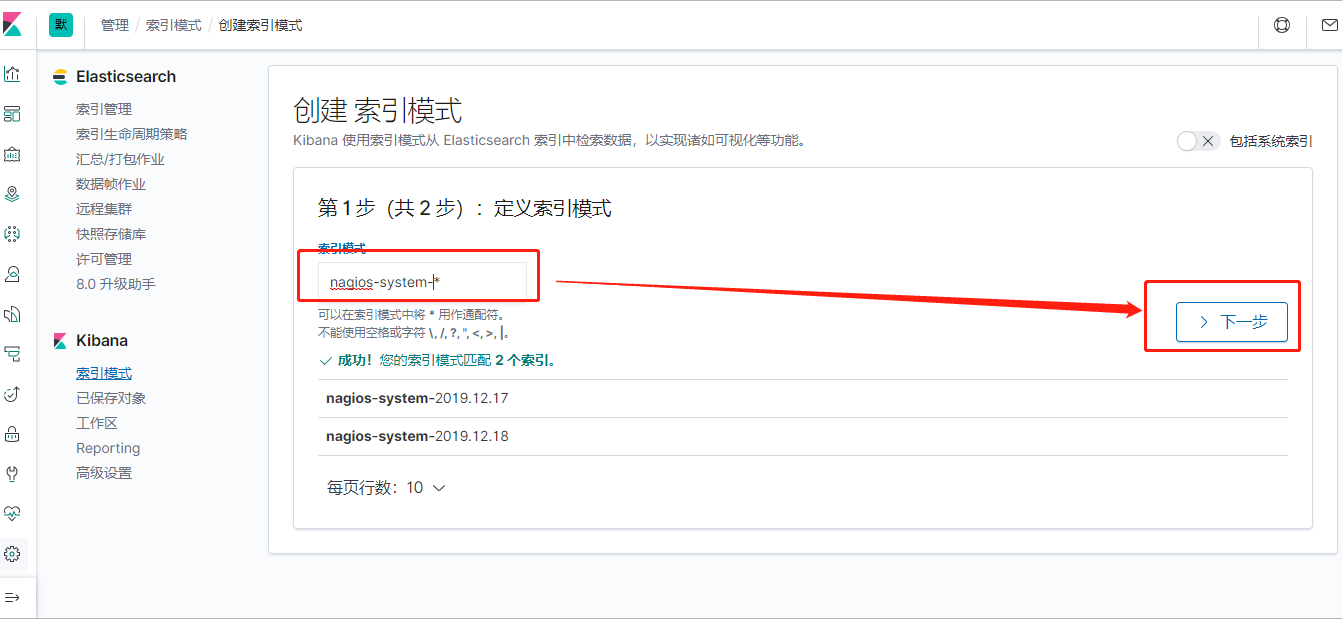 默 管理 / 索引模式 / 创建索引模式
Elasticsearch
索引管理
索引生命周期策略
汇总/打包作业
数据帧作业
远程集群
快照存储库
许可管理
8.0 升级助手
Kibana
索引模式
已保存对象
工作区
Reporting
高级设置
创建 索引模式
Kibana 使用索引模式从 Elasticsearch 索引中检索数据，以实现诸如可视化等功能。
包括系统索引
第 1 步（共 2 步）：定义索引模式
索引模式
nagios-system-*
可以在索引模式中将 * 用作通配符。
不能使用空格或字符 \, /, ?, ", <, >, |。
下一步
成功！您的索引模式匹配 2 个索引。
nagios-system-2019.12.17
nagios-system-2019.12.18
每页行数：10